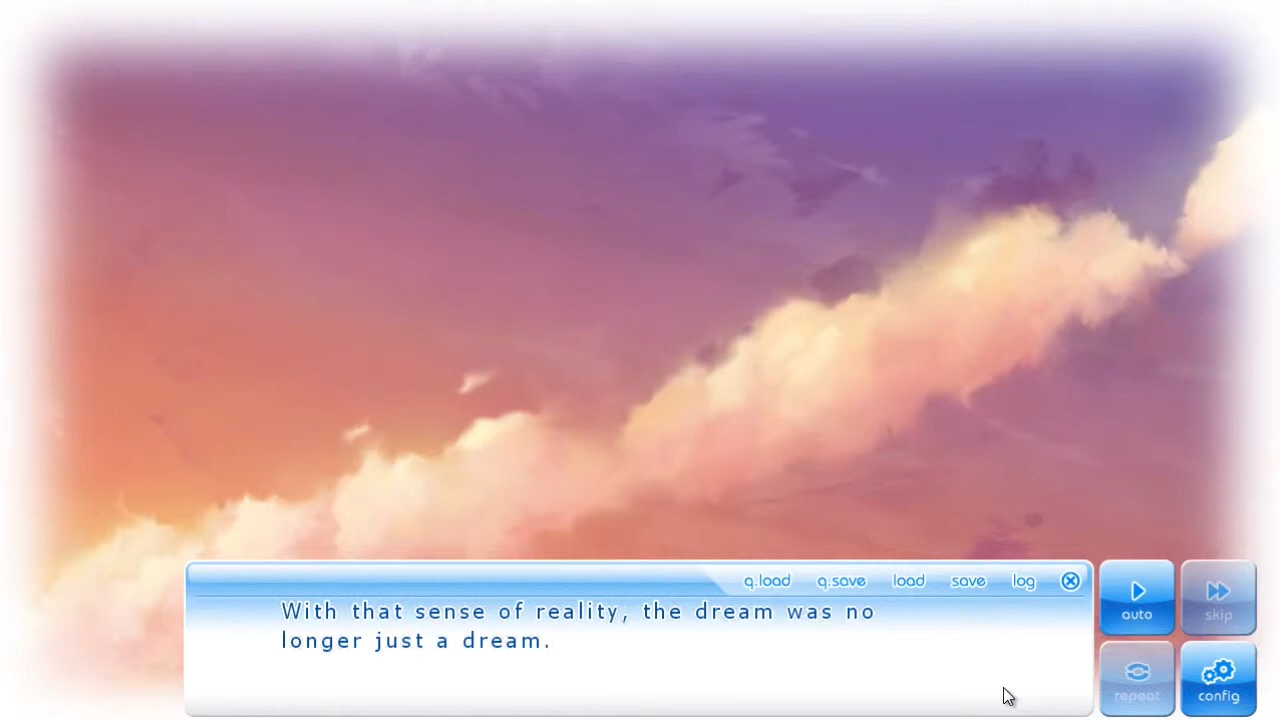 q.load q.save load save log
With that sense of reality, the dream was no
longer just a dream.
auto skip
repeat config